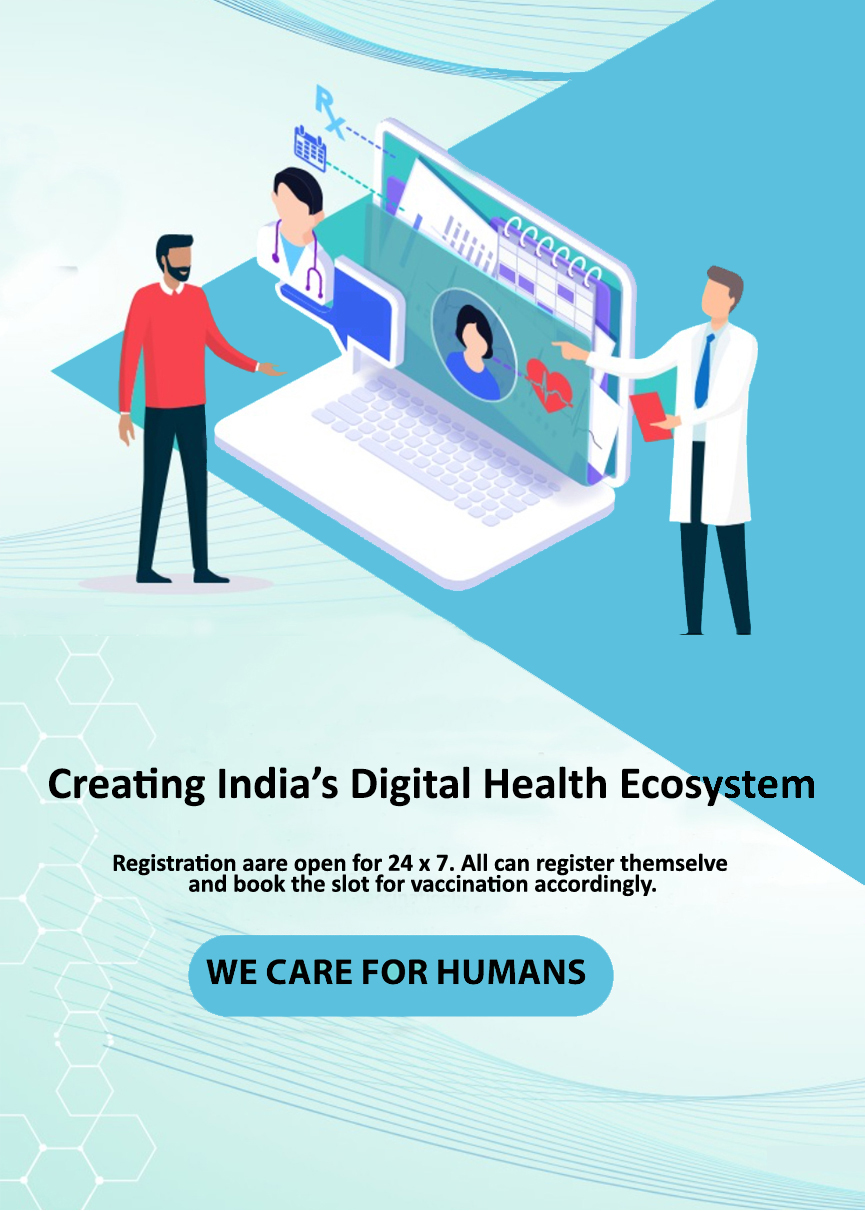 Rx
Creating India’s Digital Health Ecosystem
Registration aare open for 24 x 7. All can register themselve
and book the slot for vaccination accordingly.
WE CARE FOR HUMANS